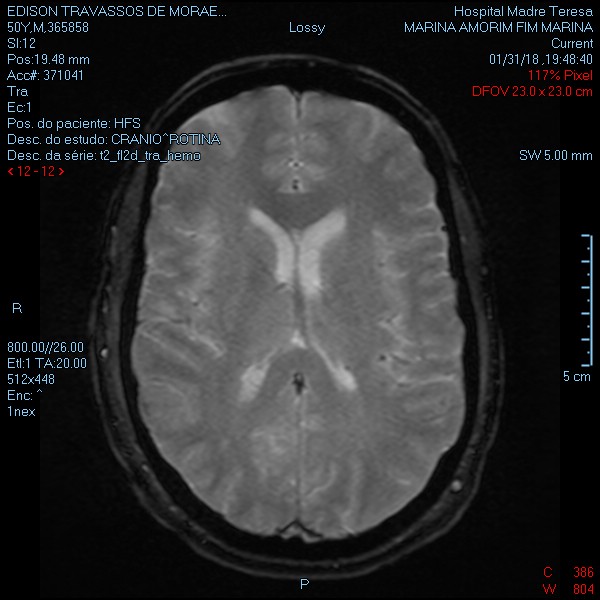 EDISON TRAVASSOS DE MORAE...
50Y,M,365858
Sl:12
Pos:19.48 mm
Acc#: 371041
Tra
Ec:1
Pos. do paciente: HFS
Desc. do estudo: CRANIO^ROTINA
Desc. da série: t2_fl2d_tra_hemo
< 12 - 12 >
Lossy
Hospital Madre Teresa
MARINA AMORIM FIM MARINA
Current
01/31/18 ,19:48:40
117% Pixel
DFOV 23.0 x 23.0 cm
SW 5.00 mm
R
5 cm
800.00//26.00
Etl:1 TA:20.00
512x448
Enc: ^
1nex
P
C 386
W 804